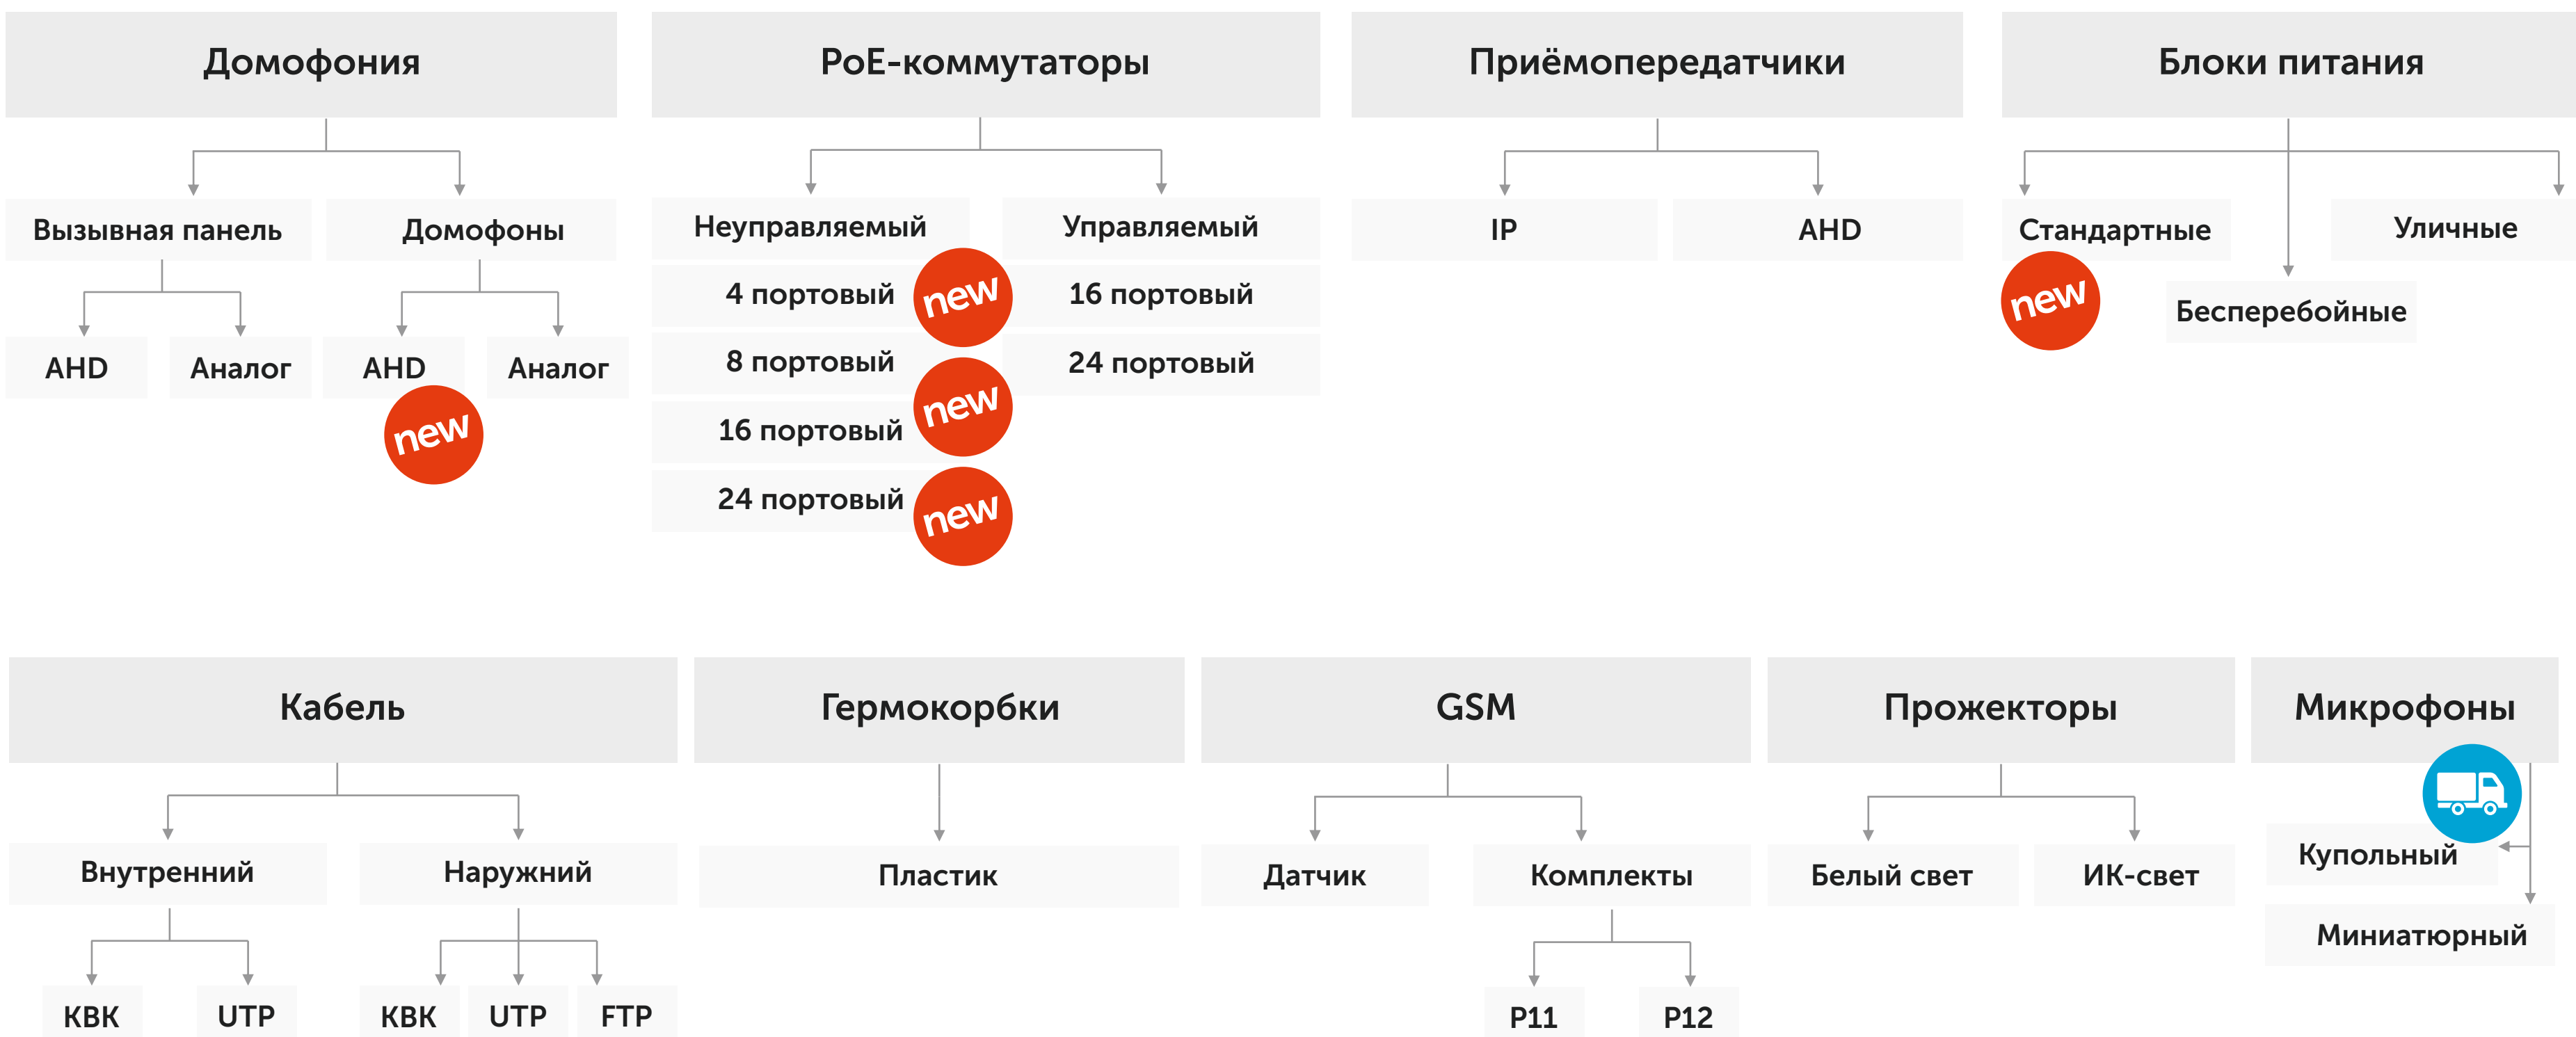 Домофония
PoE-коммутаторы
Приёмопередатчики
Блоки питания
Вызывная панель
Домофоны
AHD
Аналог
AHD
new
Аналог
Неуправляемый
4 портовый
new
8 портовый
new
16 портовый
24 портовый
new
Управляемый
16 портовый
24 портовый
IP
AHD
Стандартные
new
Бесперебойные
Уличные
Кабель
Гермокорбки
GSM
Прожекторы
Микрофоны
Внутренний
Наружний
КВК
UTP
КВК
UTP
FTP
Пластик
Датчик
Комплекты
P11
P12
Белый свет
ИК-свет
Купольный
Миниатюрный